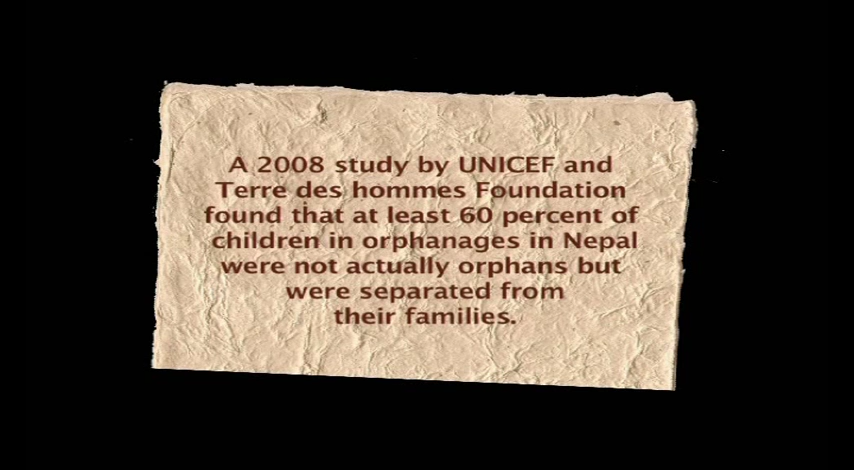 A 2008 study by UNICEF and
Terre des hommes Foundation
found that at least 60 percent of
children in orphanages in Nepal
were not actually orphans but
were separated from
their families.